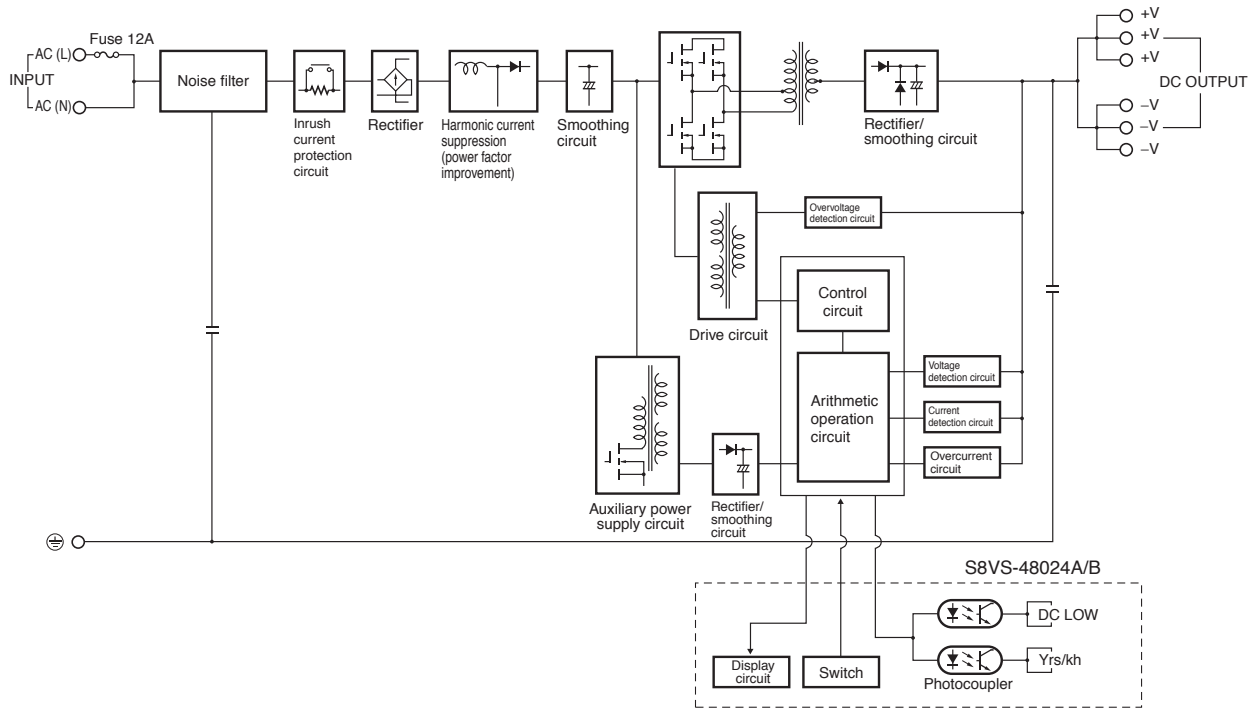 Fuse 12A
AC (L)
INPUT
AC (N)
Noise filter
Inrush
current
protection
circuit
Rectifier
Harmonic current
suppression
(power factor
improvement)
Smoothing
circuit
Rectifier/
smoothing circuit
+V
+V
+V
DC OUTPUT
−V
−V
−V
Overvoltage
detection circuit
Drive circuit
Control
circuit
Arithmetic
operation
circuit
Voltage
detection circuit
Current
detection circuit
Overcurrent
circuit
Auxiliary power
supply circuit
Rectifier/
smoothing
circuit
S8VS-48024A/B
Display
circuit
Switch
Photocoupler
DC LOW
Yrs/kh